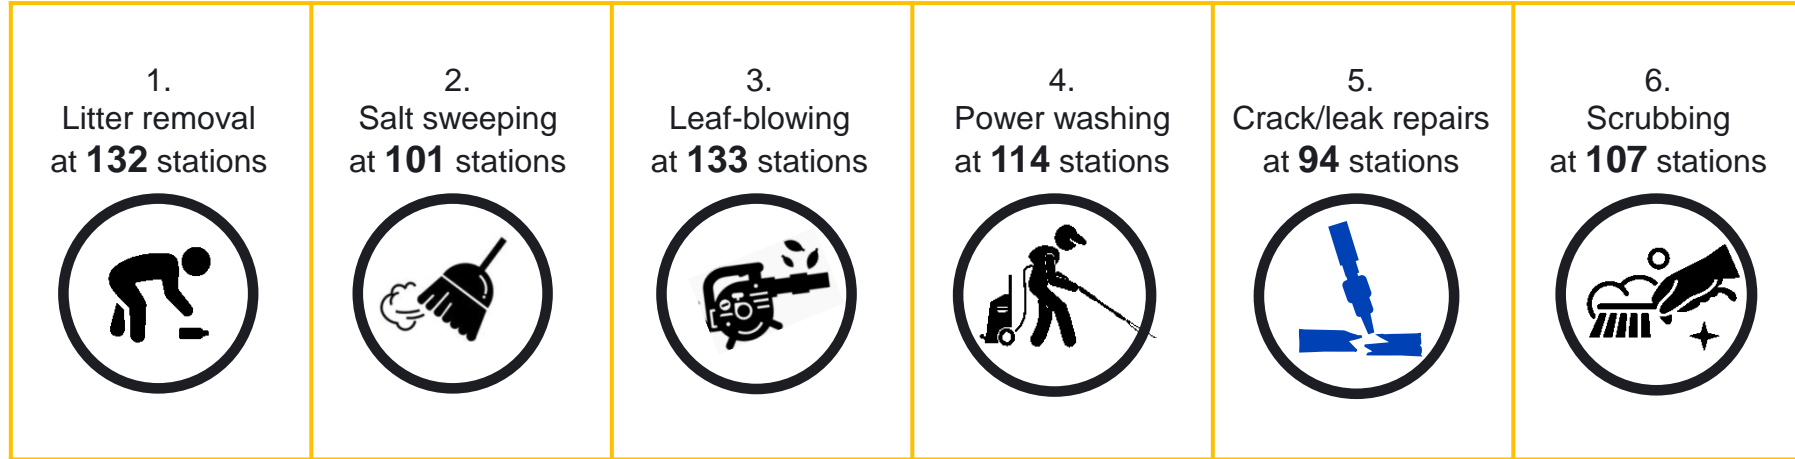 1.
Litter removal
at 132 stations
2.
Salt sweeping
at 101 stations
3.
Leaf-blowing
at 133 stations
4.
Power washing
at 114 stations
5.
Crack/leak repairs
at 94 stations
6.
Scrubbing
at 107 stations